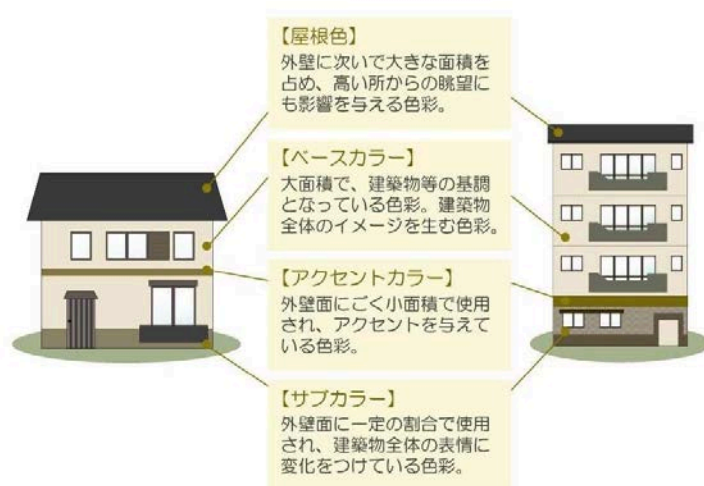 【屋根色】
外壁に次いで大きな面積を
占め、高い所からの眺望に
も影響を与える色彩。
【ベースカラー】
大面積で、建築物等の基調
となっている色彩。建築物
全体のイメージを生む色彩。
【アクセントカラー】
外壁面にごく小面積で使用
され、アクセントを与えて
いる色彩。
【サブカラー】
外壁面に一定の割合で使用
され、建築物全体の表情に
変化をつけている色彩。